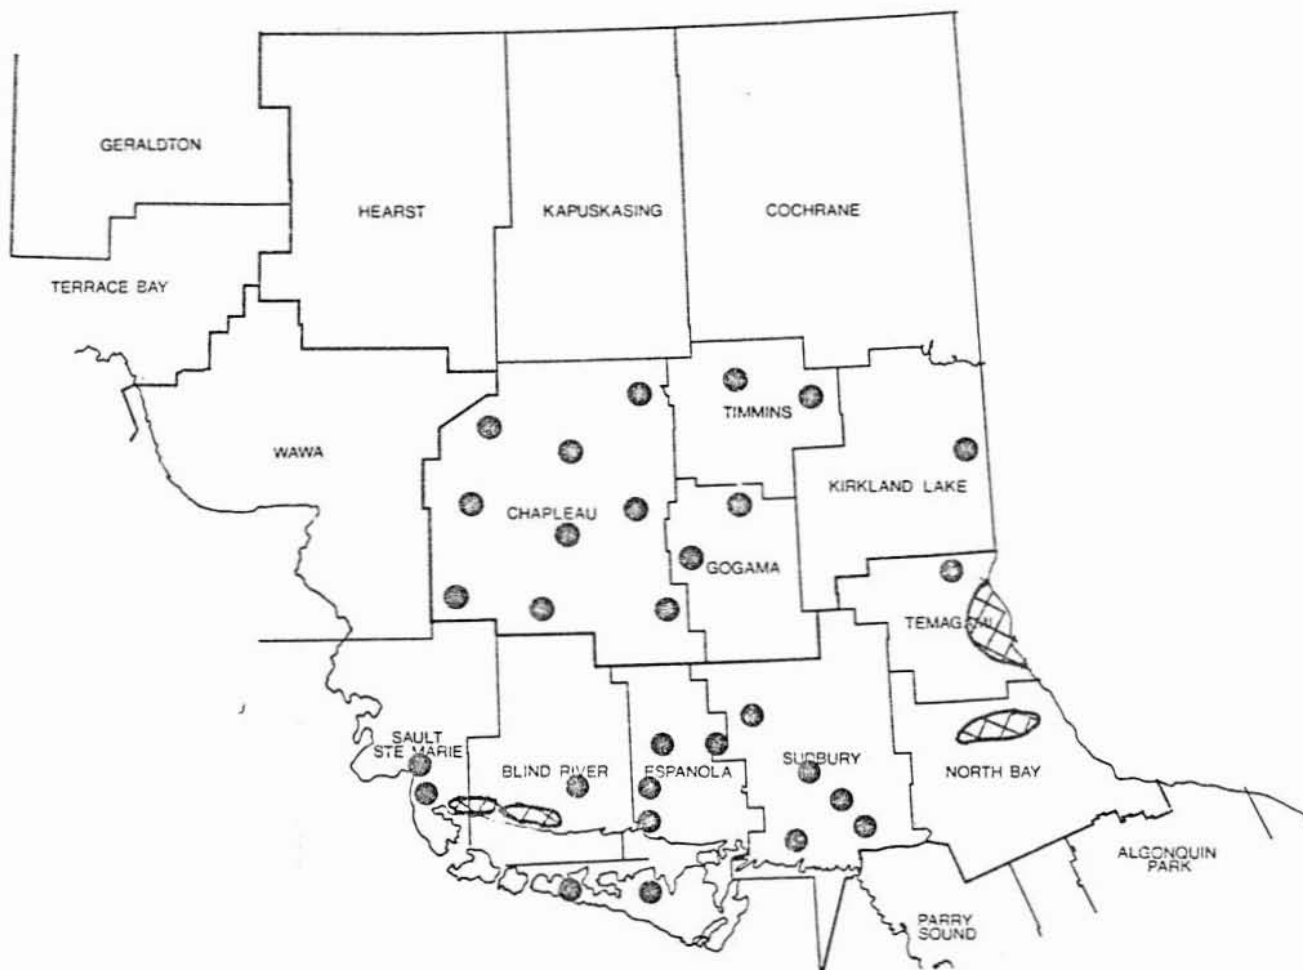 GERALDTON
HEARST
KAPUSKASING
COCHRANE
TERRACE BAY
TIMMINS
WAWA
KIRKLAND LAKE
CHAPLEAU
GOGAMA
TEMAGAMI
SAULT
STE MARIE
BLIND RIVER
ESPANOLA
SUDBURY
NORTH BAY
ALGONQUIN
PARK
PARRY
SOUND